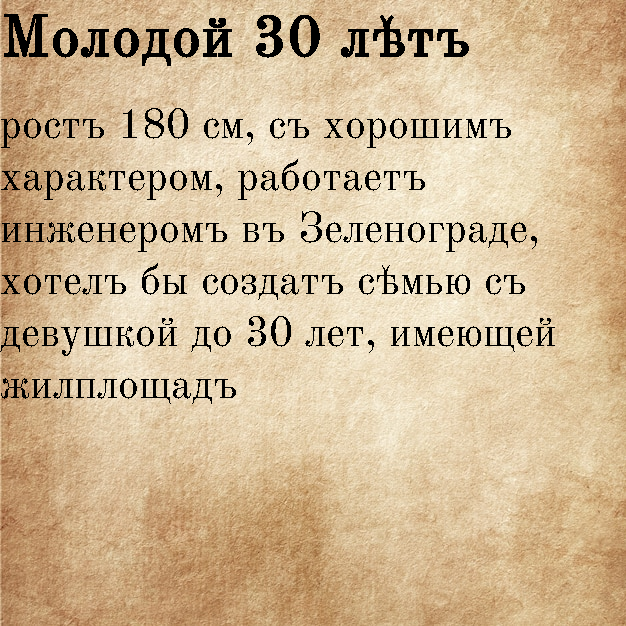 Молодой 30 лѣтъ
ростъ 180 см, съ хорошимъ
характером, работаетъ
инженеромъ въ Зеленограде,
хотелъ бы создатъ сѣмью съ
девушкой до 30 лет, имеющей
жилплощадъ